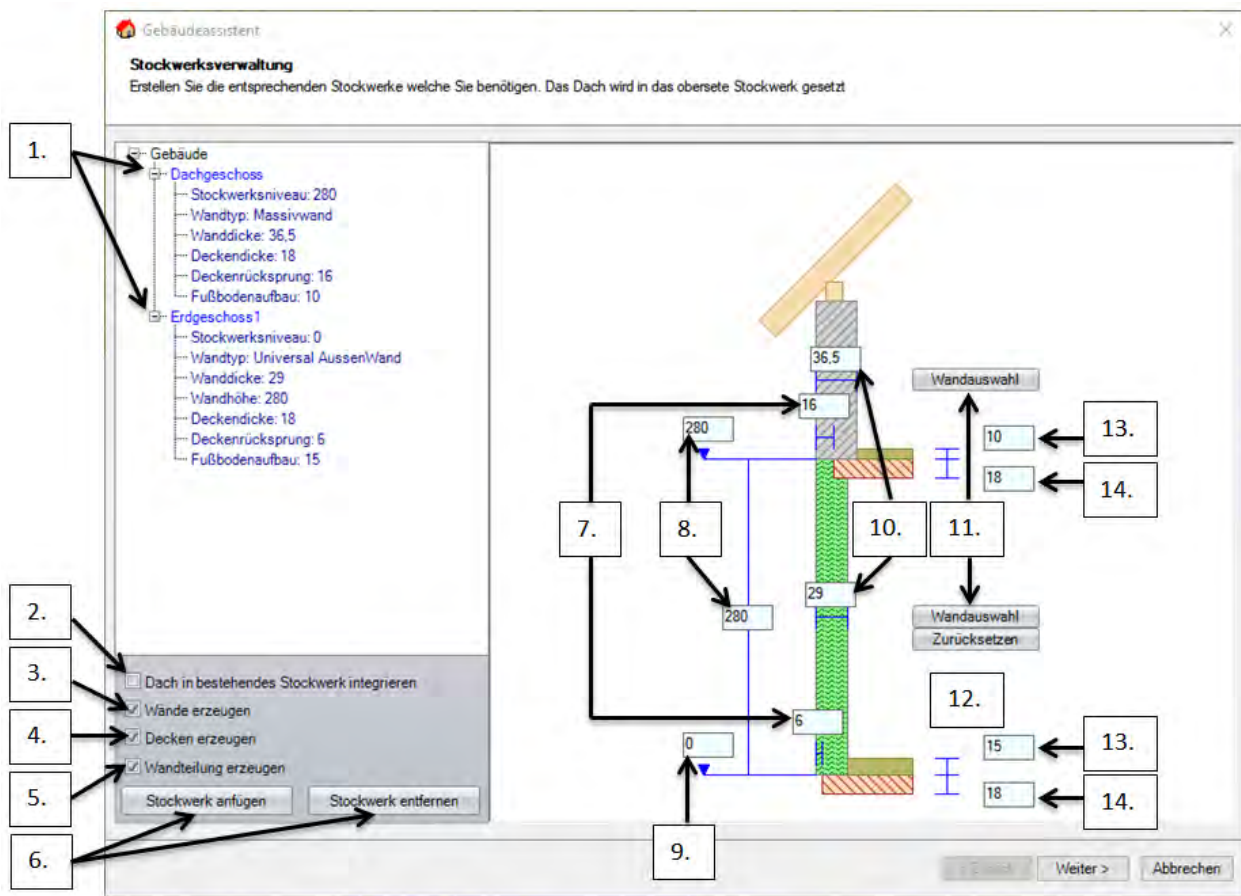 Gebäudeassistent
Stockwerksverwaltung
Erstellen Sie die entsprechenden Stockwerke welche Sie benötigen. Das Dach wird in das obersete Stockwerk gesetzt
1.
Gebäude
Dachgeschoss
Stockwerksniveau: 280
Wandtyp: Massivwand
Wanddicke: 36,5
Deckendicke: 18
Deckenrücksprung: 16
Fußbodenaufbau: 10
Erdgeschoss1
Stockwerksniveau: 0
Wandtyp: Universal AussenWand
Wanddicke: 29
Wandhöhe: 280
Deckendicke: 18
Deckenrücksprung: 6
Fußbodenaufbau: 15
2.
Dach in bestehendes Stockwerk integrieren
3.
Wände erzeugen
4.
Decken erzeugen
5.
Wandteilung erzeugen
Stockwerk anfügen
Stockwerk entfernen
6.
36,5
Wandauswahl
16
280
10
13.
18
14.
7.
8.
10.
11.
29
280
Wandauswahl
Zurücksetzen
12.
6
0
15
13.
18
14.
9.
Weiter >
Abbrechen